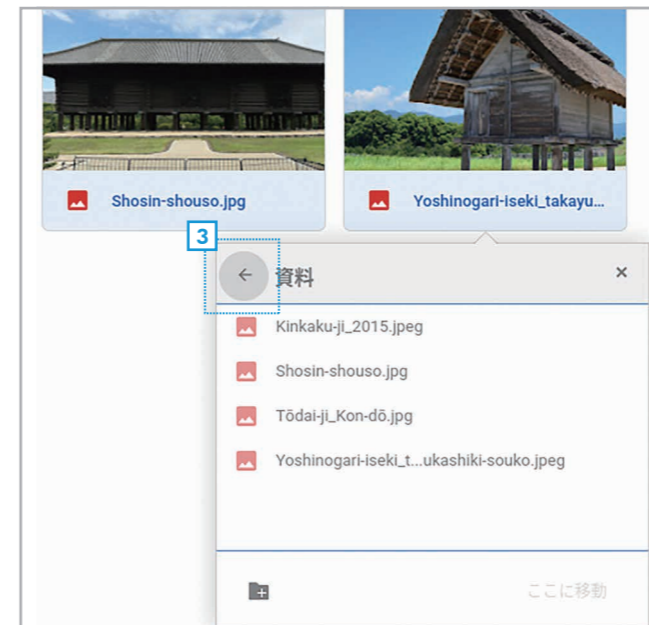 Shosin-shouso.jpg
Yoshinogari-iseki_takayu...
3
← 資料 ×
Kinkaku-ji_2015.jpeg
Shosin-shouso.jpg
Tōdai-ji_Kon-dō.jpg
Yoshinogari-iseki_t...ukashiki-souko.jpeg
ここに移動